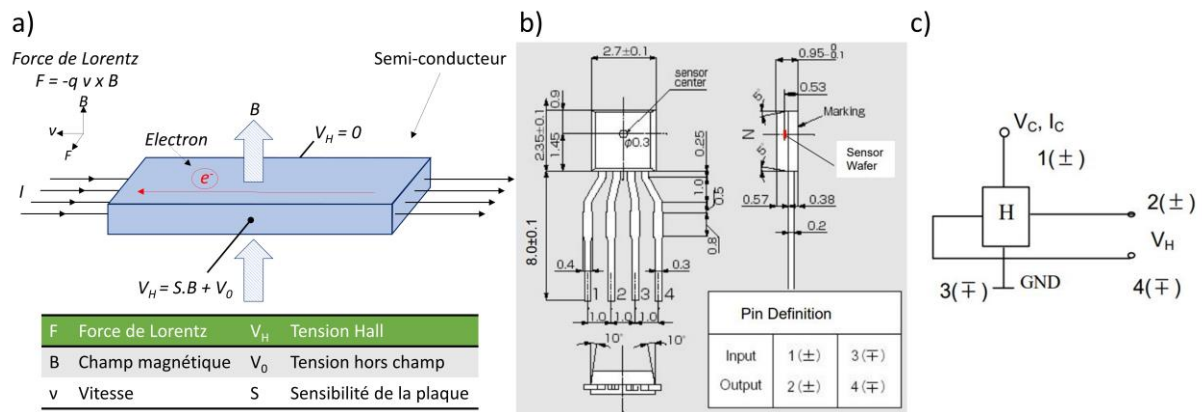 a)
Force de Lorentz
F = -q v x B
B
v
F
Electron
e-
B
V_H = 0
Semi-conducteur
I
V_H = S.B + V_0
F Force de Lorentz V_H Tension Hall
B Champ magnétique V_0 Tension hors champ
v Vitesse S Sensibilité de la plaque
b)
2.7±0.1
sensor center
0.9
2.35±0.1
1.45
φ0.3
0.25
1.0
0.5
0.8
8.0±0.1
0.4
0.3
1 2 3 4
1.0 1.0 1.0
10° 10°
0.95-0 0.1
0.53
5°
Marking
N
Sensor Wafer
5°
0.57 0.38
0.2
Pin Definition
Input 1(±) 3(∓)
Output 2(±) 4(∓)
c)
V_C, I_C
1(±)
H
2(±)
V_H
3(∓) GND
4(∓)